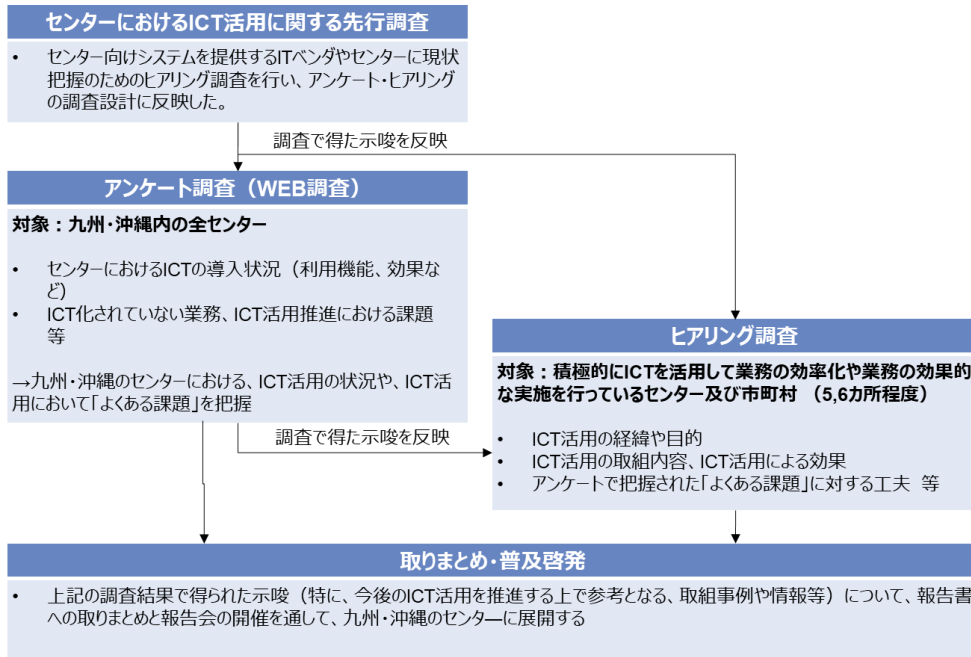 センターにおけるICT活用に関する先行調査
• センター向けシステムを提供するITベンダやセンターに現状
把握のためのヒアリング調査を行い、アンケート・ヒアリング
の調査設計に反映した。
調査で得た示唆を反映
アンケート調査（WEB調査）
対象：九州・沖縄内の全センター
• センターにおけるICTの導入状況（利用機能、効果な
ど）
• ICT化されていない業務、ICT活用推進における課題
等
→九州・沖縄のセンターにおける、ICT活用の状況や、ICT活
用において「よくある課題」を把握
調査で得た示唆を反映
ヒアリング調査
対象：積極的にICTを活用して業務の効率化や業務の効果的
な実施を行っているセンター及び市町村 （5,6カ所程度）
• ICT活用の経緯や目的
• ICT活用の取組内容、ICT活用による効果
• アンケートで把握された「よくある課題」に対する工夫 等
取りまとめ・普及啓発
• 上記の調査結果で得られた示唆（特に、今後のICT活用を推進する上で参考となる、取組事例や情報等）について、報告書
への取りまとめと報告会の開催を通して、九州・沖縄のセンターに展開する